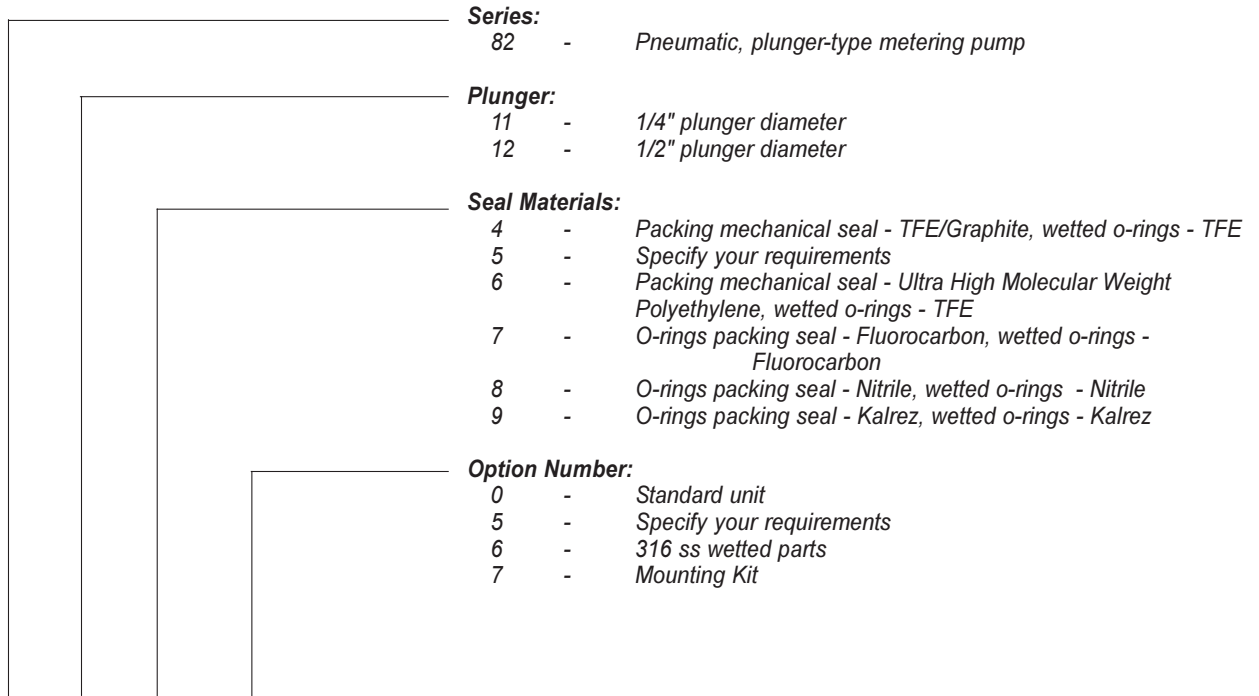 Series:
82 - Pneumatic, plunger-type metering pump
Plunger:
11 - 1/4" plunger diameter
12 - 1/2" plunger diameter
Seal Materials:
4 - Packing mechanical seal - TFE/Graphite, wetted o-rings - TFE
5 - Specify your requirements
6 - Packing mechanical seal - Ultra High Molecular Weight
Polyethylene, wetted o-rings - TFE
7 - O-rings packing seal - Fluorocarbon, wetted o-rings -
Fluorocarbon
8 - O-rings packing seal - Nitrile, wetted o-rings - Nitrile
9 - O-rings packing seal - Kalrez, wetted o-rings - Kalrez
Option Number:
0 - Standard unit
5 - Specify your requirements
6 - 316 ss wetted parts
7 - Mounting Kit